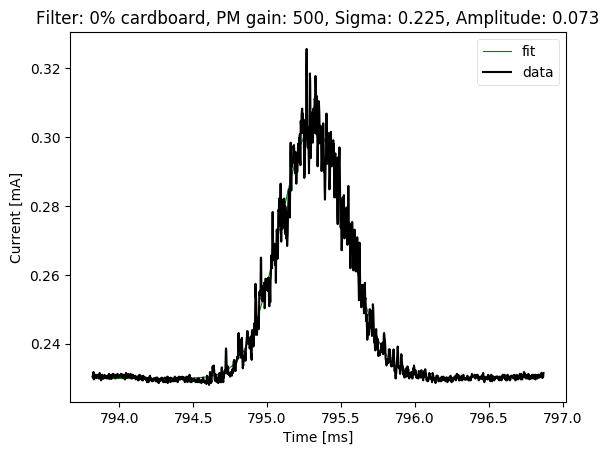 Filter: 0% cardboard, PM gain: 500, Sigma: 0.225, Amplitude: 0.073
fit
data
0.32
0.30
0.28
0.26
0.24
Current [mA]
794.0 794.5 795.0 795.5 796.0 796.5 797.0
Time [ms]